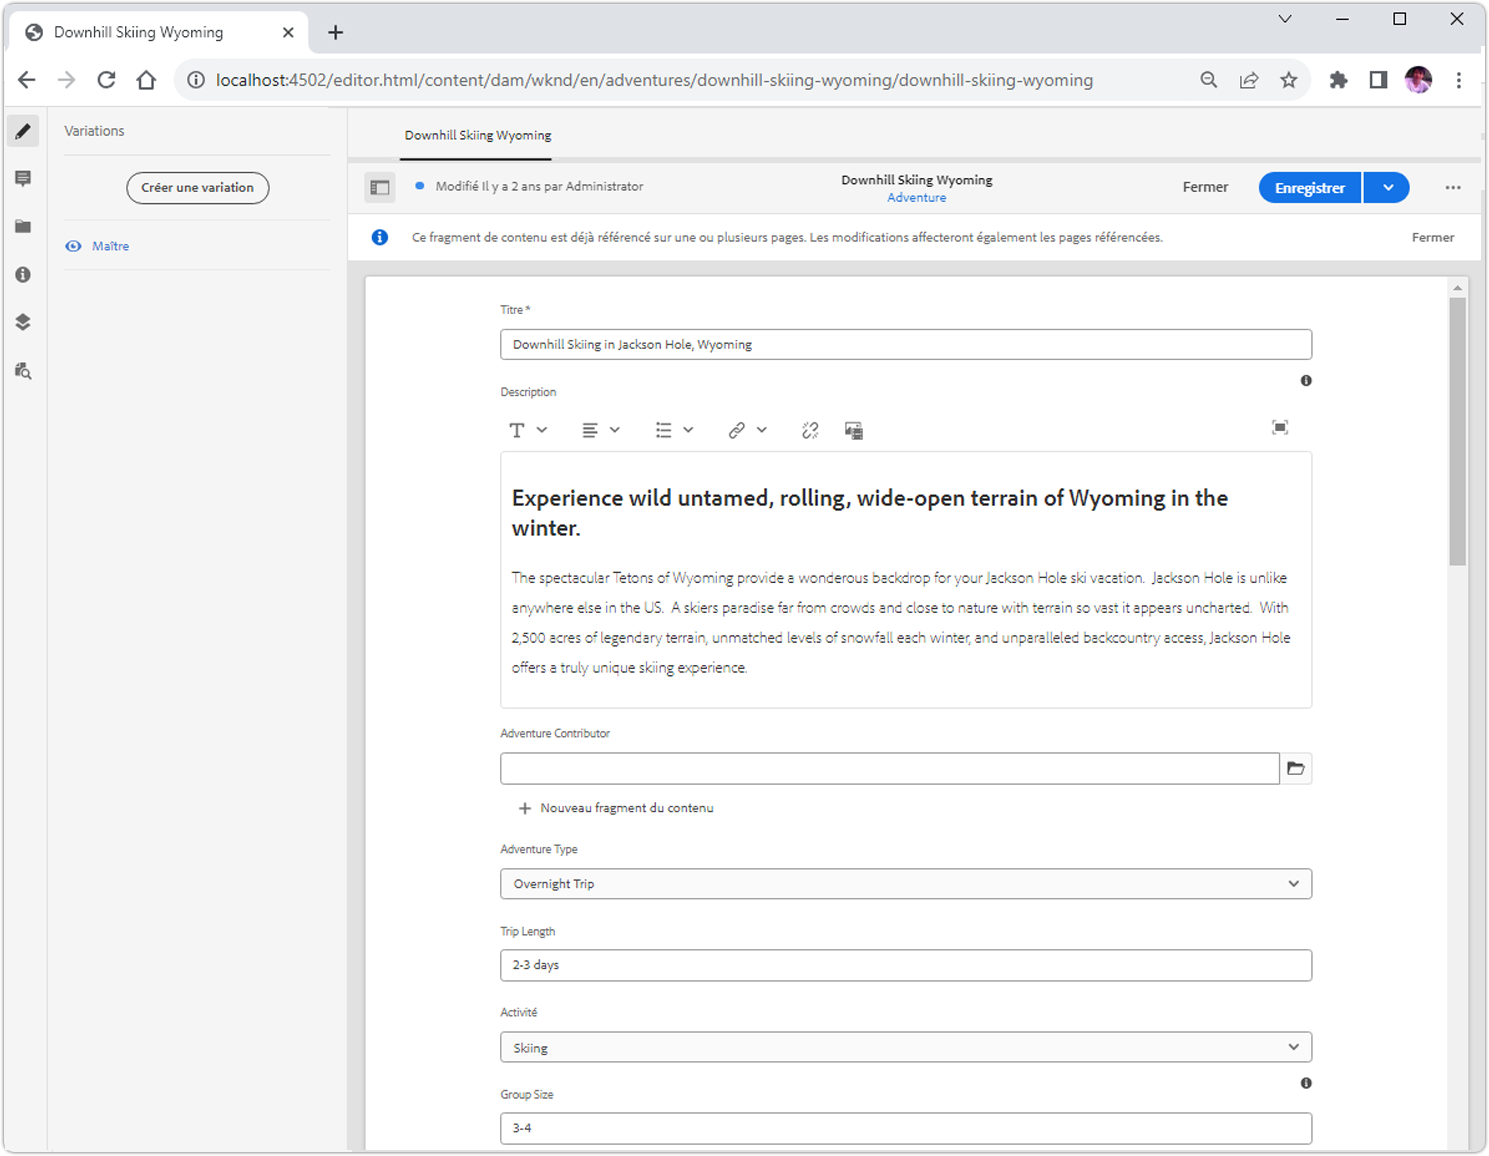 Downhill Skiing Wyoming
localhost:4502/editor.html/content/dam/wknd/en/adventures/downhill-skiing-wyoming/downhill-skiing-wyoming
Variations
Créer une variation
Maître
Downhill Skiing Wyoming
Modifié Il y a 2 ans par Administrator
Downhill Skiing Wyoming
Adventure
Fermer
Enregistrer
Ce fragment de contenu est déjà référencé sur une ou plusieurs pages. Les modifications affecteront également les pages référencées.
Fermer
Titre *
Downhill Skiing in Jackson Hole, Wyoming
Description
Experience wild untamed, rolling, wide-open terrain of Wyoming in the
winter.
The spectacular Tetons of Wyoming provide a wonderous backdrop for your Jackson Hole ski vacation.  Jackson Hole is unlike
anywhere else in the US.  A skiers paradise far from crowds and close to nature with terrain so vast it appears uncharted.  With
2,500 acres of legendary terrain, unmatched levels of snowfall each winter, and unparalleled backcountry access, Jackson Hole
offers a truly unique skiing experience.
Adventure Contributor
Nouveau fragment du contenu
Adventure Type
Overnight Trip
Trip Length
2-3 days
Activité
Skiing
Group Size
3-4